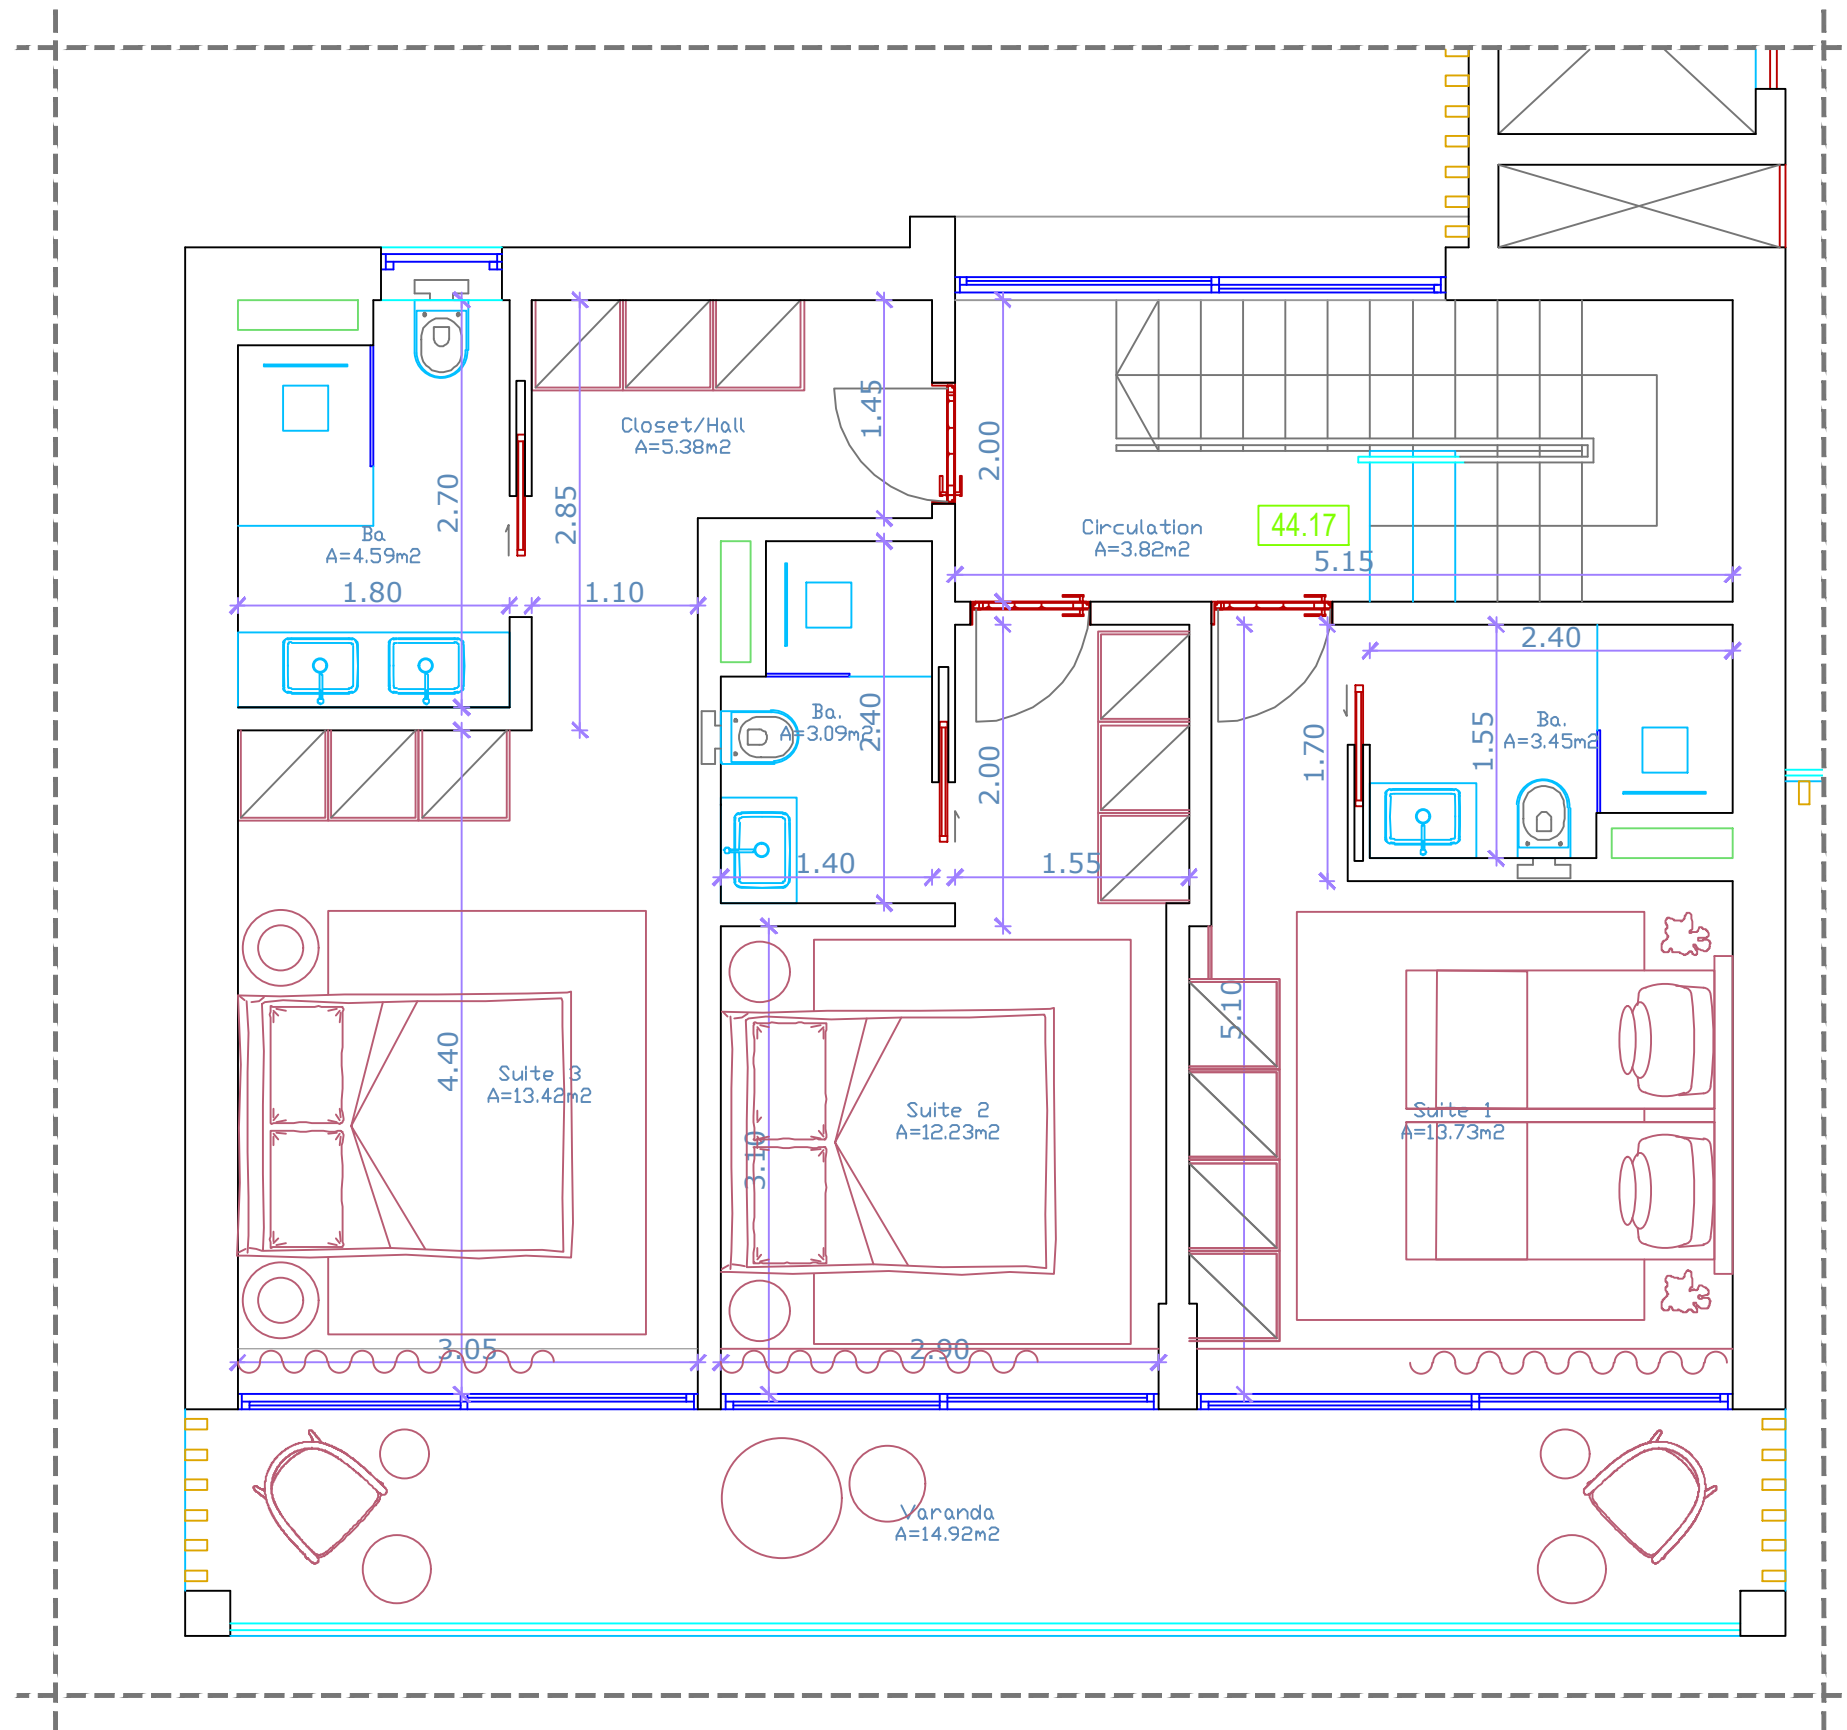 1.45
2.00
Closet/Hall
A=5.38m2
2.70
2.85
44.17
Circulation
A=3.82m2
Ba
A=4.59m2
5.15
1.80
1.10
2.40
Ba.
A=3.09m2
2.40
Ba.
A=3.45m2
1.55
1.70
2.00
1.40
1.55
5.10
4.40
Suite 3
A=13.42m2
Suite 2
A=12.23m2
Suite 1
A=13.73m2
3.10
3.05
2.90
Varanda
A=14.92m2